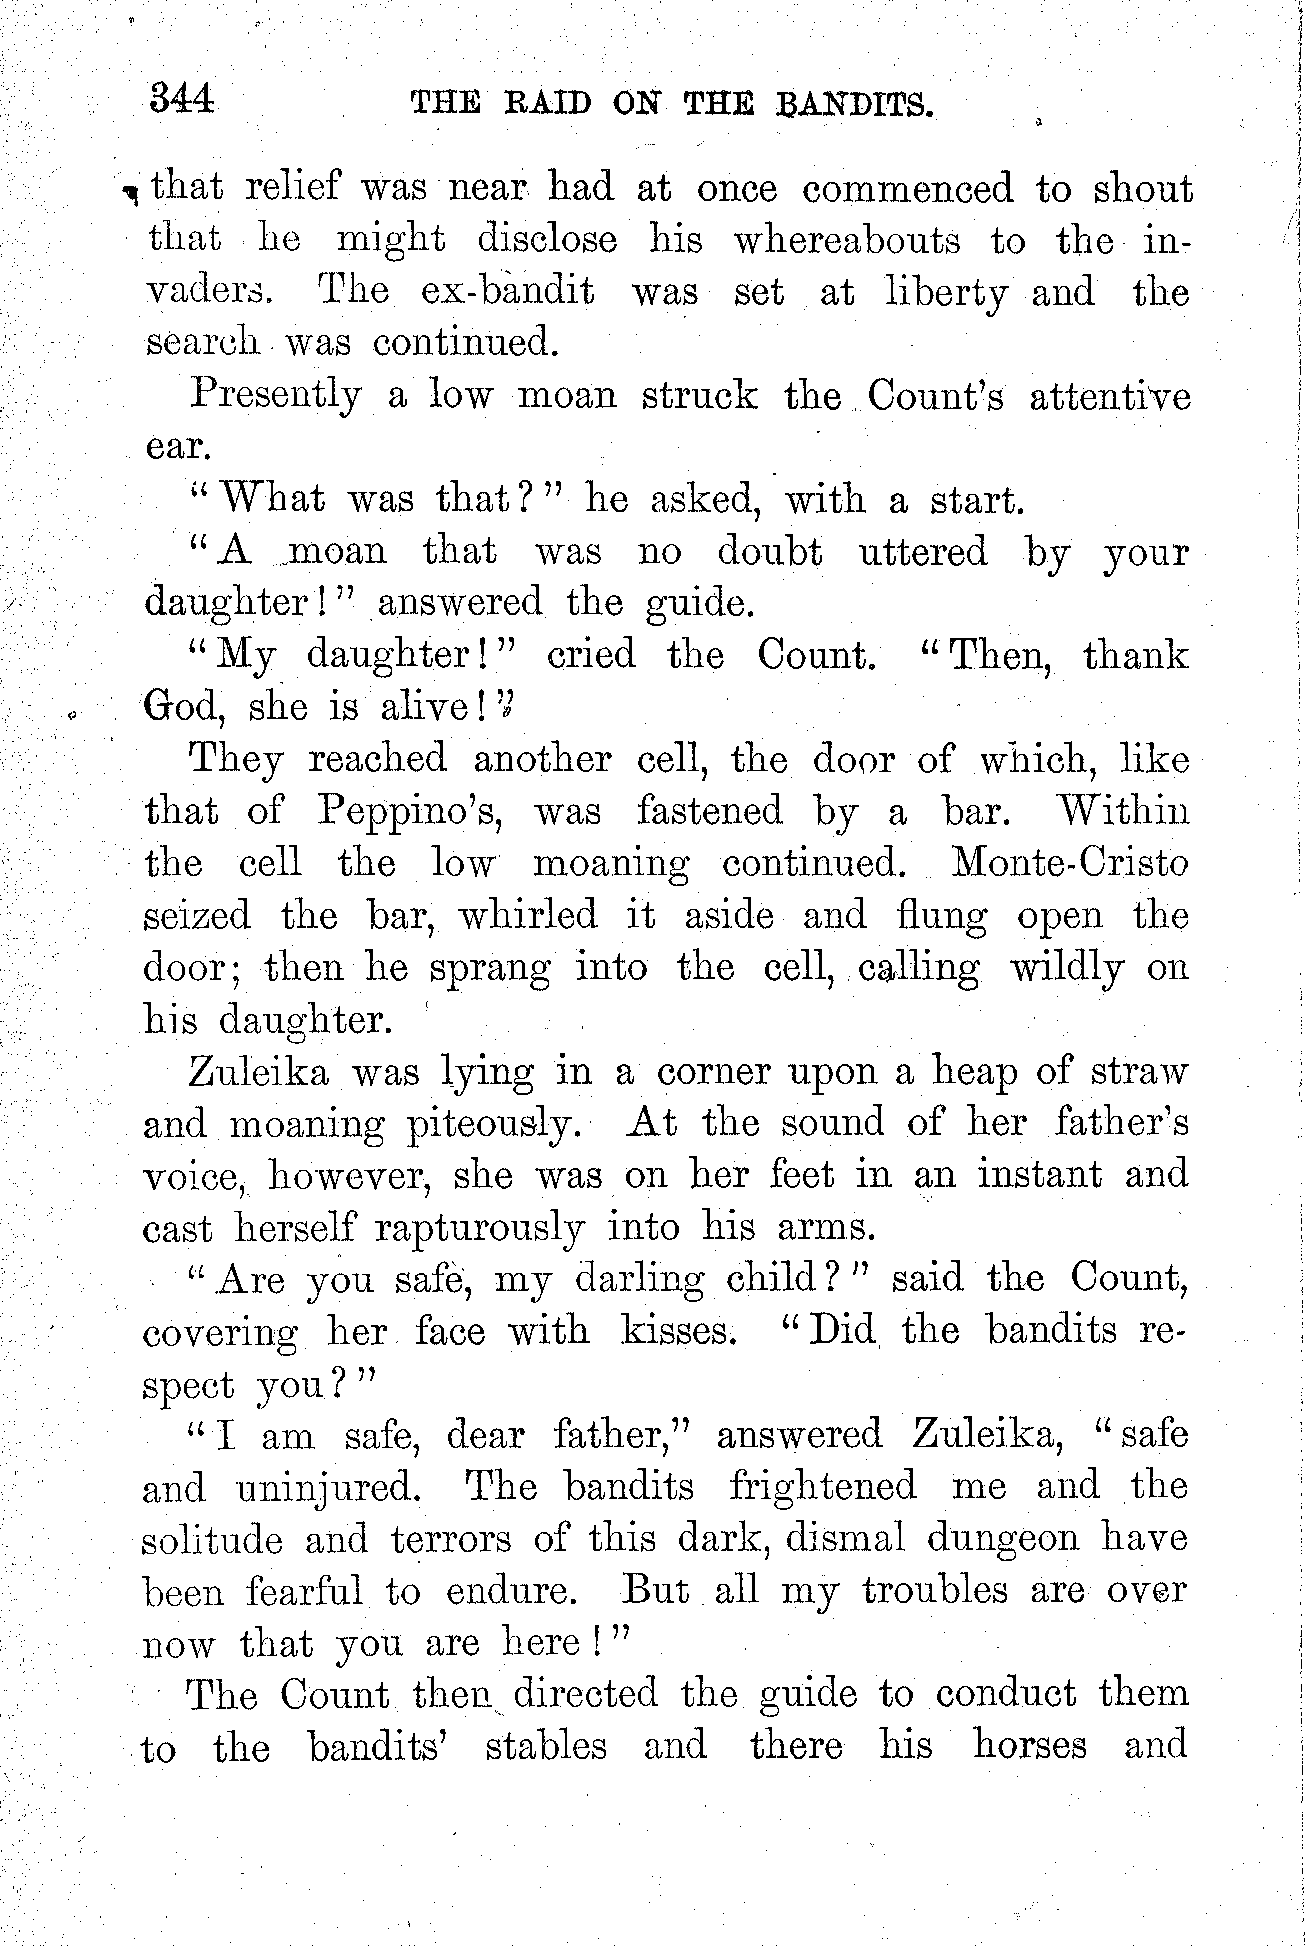 344 THE RAID ON THE BANDITS.
that relief was near had at once commenced to shout
that he might disclose his whereabouts to the in-
vaders. The ex-bandit was set at liberty and the
search was continued.
Presently a low moan struck the Count's attentive
ear.
"What was that?" he asked, with a start.
"A moan that was no doubt uttered by your
daughter!" answered the guide.
"My daughter!" cried the Count. "Then, thank
God, she is alive!"
They reached another cell, the door of which, like
that of Peppino's, was fastened by a bar. Within
the cell the low moaning continued. Monte-Cristo
seized the bar, whirled it aside and flung open the
door; then he sprang into the cell, calling wildly on
his daughter.
Zuleika was lying in a corner upon a heap of straw
and moaning piteously. At the sound of her father's
voice, however, she was on her feet in an instant and
cast herself rapturously into his arms.
"Are you safe, my darling child?" said the Count,
covering her face with kisses. "Did the bandits re-
spect you?"
"I am safe, dear father," answered Zuleika, "safe
and uninjured. The bandits frightened me and the
solitude and terrors of this dark, dismal dungeon have
been fearful to endure. But all my troubles are over
now that you are here!"
The Count then directed the guide to conduct them
to the bandits' stables and there his horses and